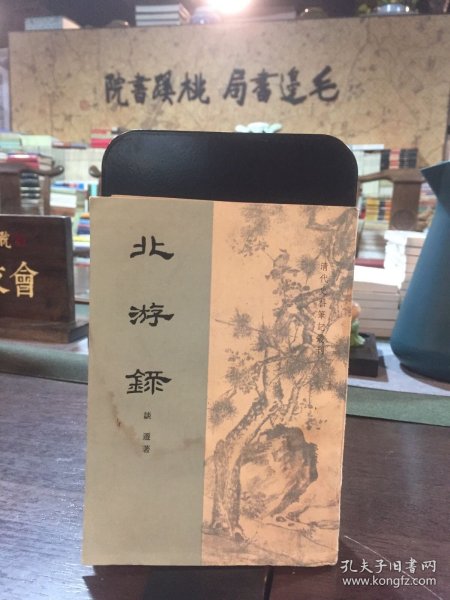 毛邊書局 桃蹊書院
北游錄
談遷著
清代史料筆記叢刊
會
孔夫子旧书网
www.kongfz.com